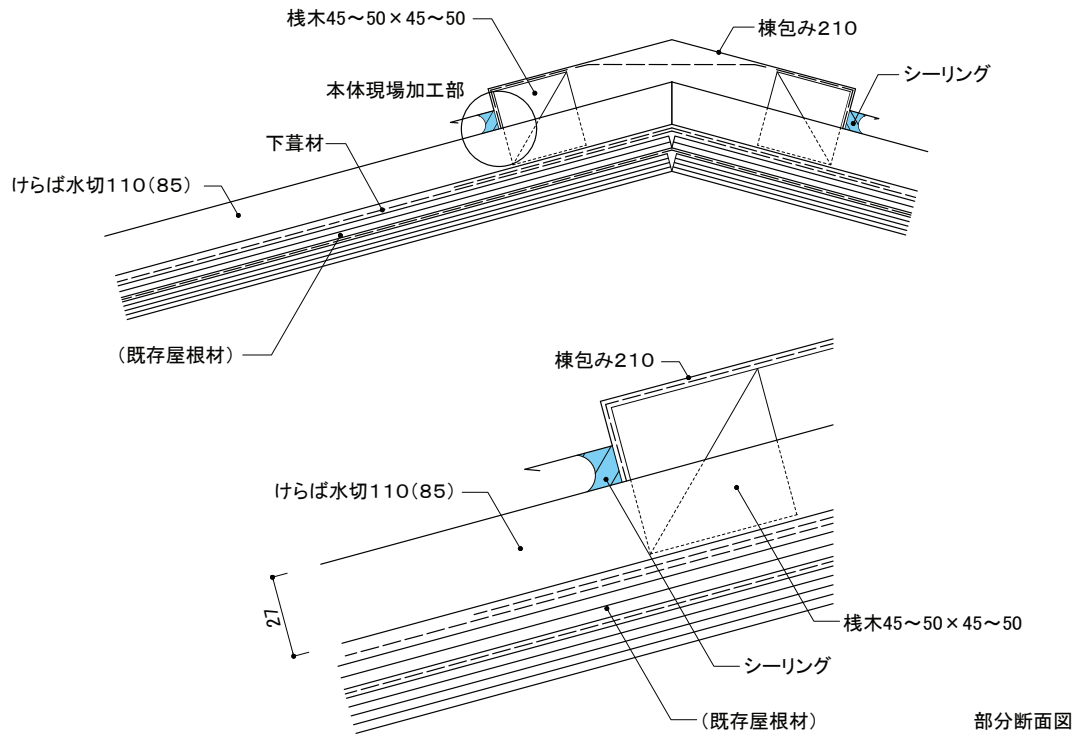 桟木45～50×45～50
棟包み210
シーリング
本体現場加工部
下葺材
けらば水切110(85)
(既存屋根材)
棟包み210
けらば水切110(85)
27
桟木45～50×45～50
シーリング
(既存屋根材)
部分断面図